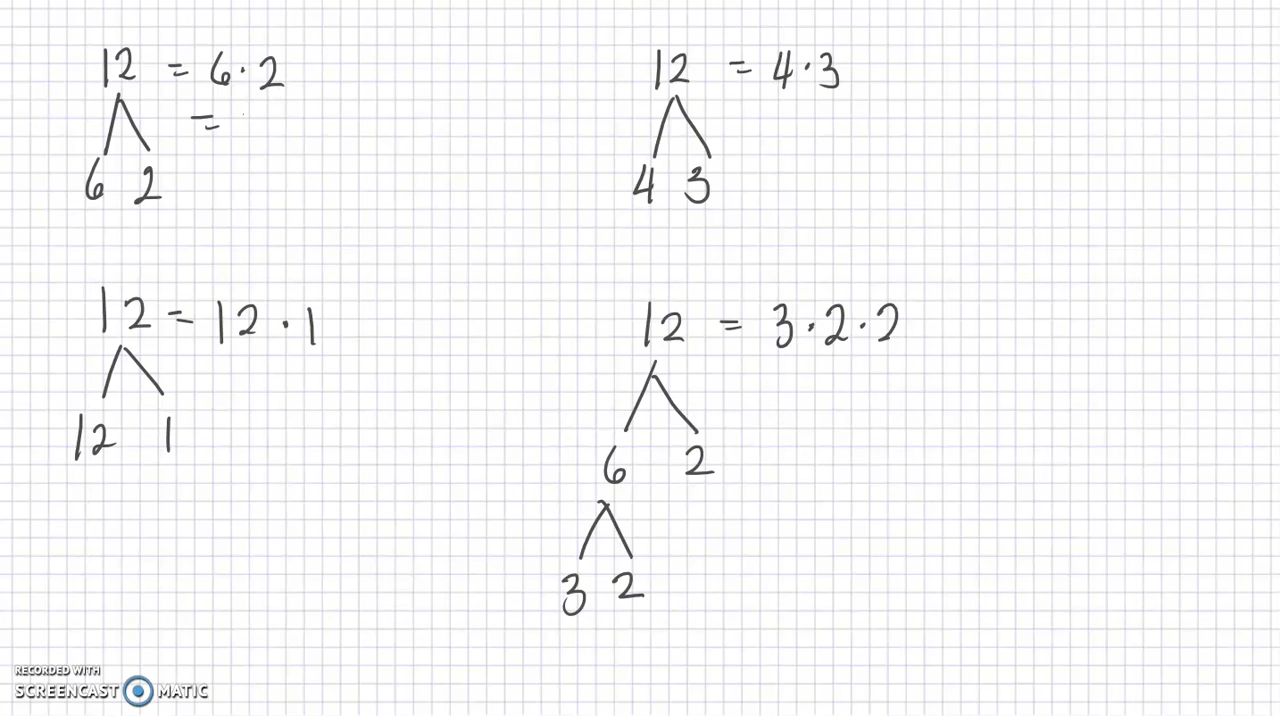 12 = 6·2
=
6 2
12 = 4·3
4 3
12 = 12·1
12 1
12 = 3·2·2
6 2
3 2
RECORDED WITH
SCREENCAST MATIC